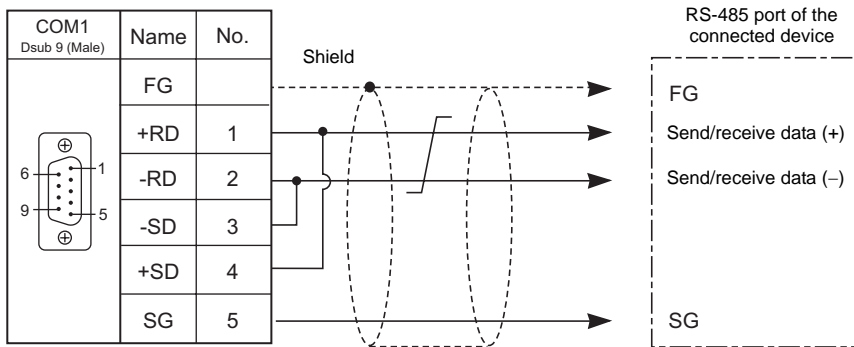 COM1
Dsub 9 (Male)
Name
No.
FG
+RD
1
-RD
2
-SD
3
+SD
4
SG
5
6
1
9
5
Shield
RS-485 port of the
connected device
FG
Send/receive data (+)
Send/receive data (−)
SG